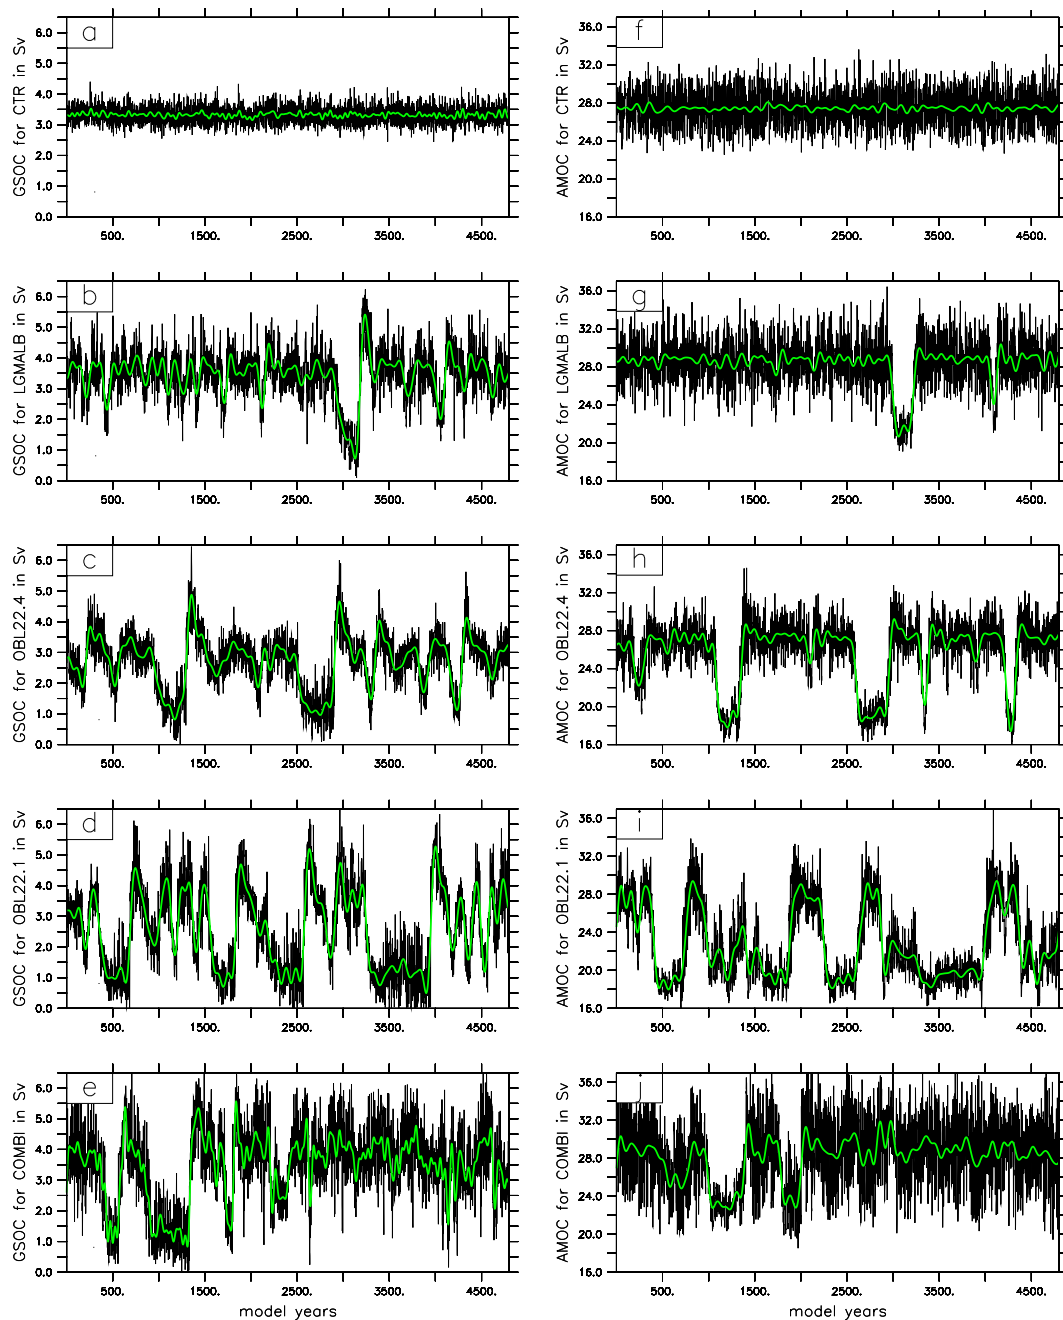 a
GSOC for CTR in Sv
6.0
5.0
4.0
3.0
2.0
1.0
0.0
500. 1500. 2500. 3500. 4500.
f
AMOC for CTR in Sv
36.0
32.0
28.0
24.0
20.0
16.0
500. 1500. 2500. 3500. 4500.
b
GSOC for LGMALB in Sv
6.0
5.0
4.0
3.0
2.0
1.0
0.0
500. 1500. 2500. 3500. 4500.
g
AMOC for LGMALB in Sv
36.0
32.0
28.0
24.0
20.0
16.0
500. 1500. 2500. 3500. 4500.
c
GSOC for OBL22.4 in Sv
6.0
5.0
4.0
3.0
2.0
1.0
0.0
500. 1500. 2500. 3500. 4500.
h
AMOC for OBL22.4 in Sv
36.0
32.0
28.0
24.0
20.0
16.0
500. 1500. 2500. 3500. 4500.
d
GSOC for OBL22.1 in Sv
6.0
5.0
4.0
3.0
2.0
1.0
0.0
500. 1500. 2500. 3500. 4500.
i
AMOC for OBL22.1 in Sv
36.0
32.0
28.0
24.0
20.0
16.0
500. 1500. 2500. 3500. 4500.
e
GSOC for COMBI in Sv
6.0
5.0
4.0
3.0
2.0
1.0
0.0
500. 1500. 2500. 3500. 4500.
model years
j
AMOC for COMBI in Sv
36.0
32.0
28.0
24.0
20.0
16.0
500. 1500. 2500. 3500. 4500.
model years